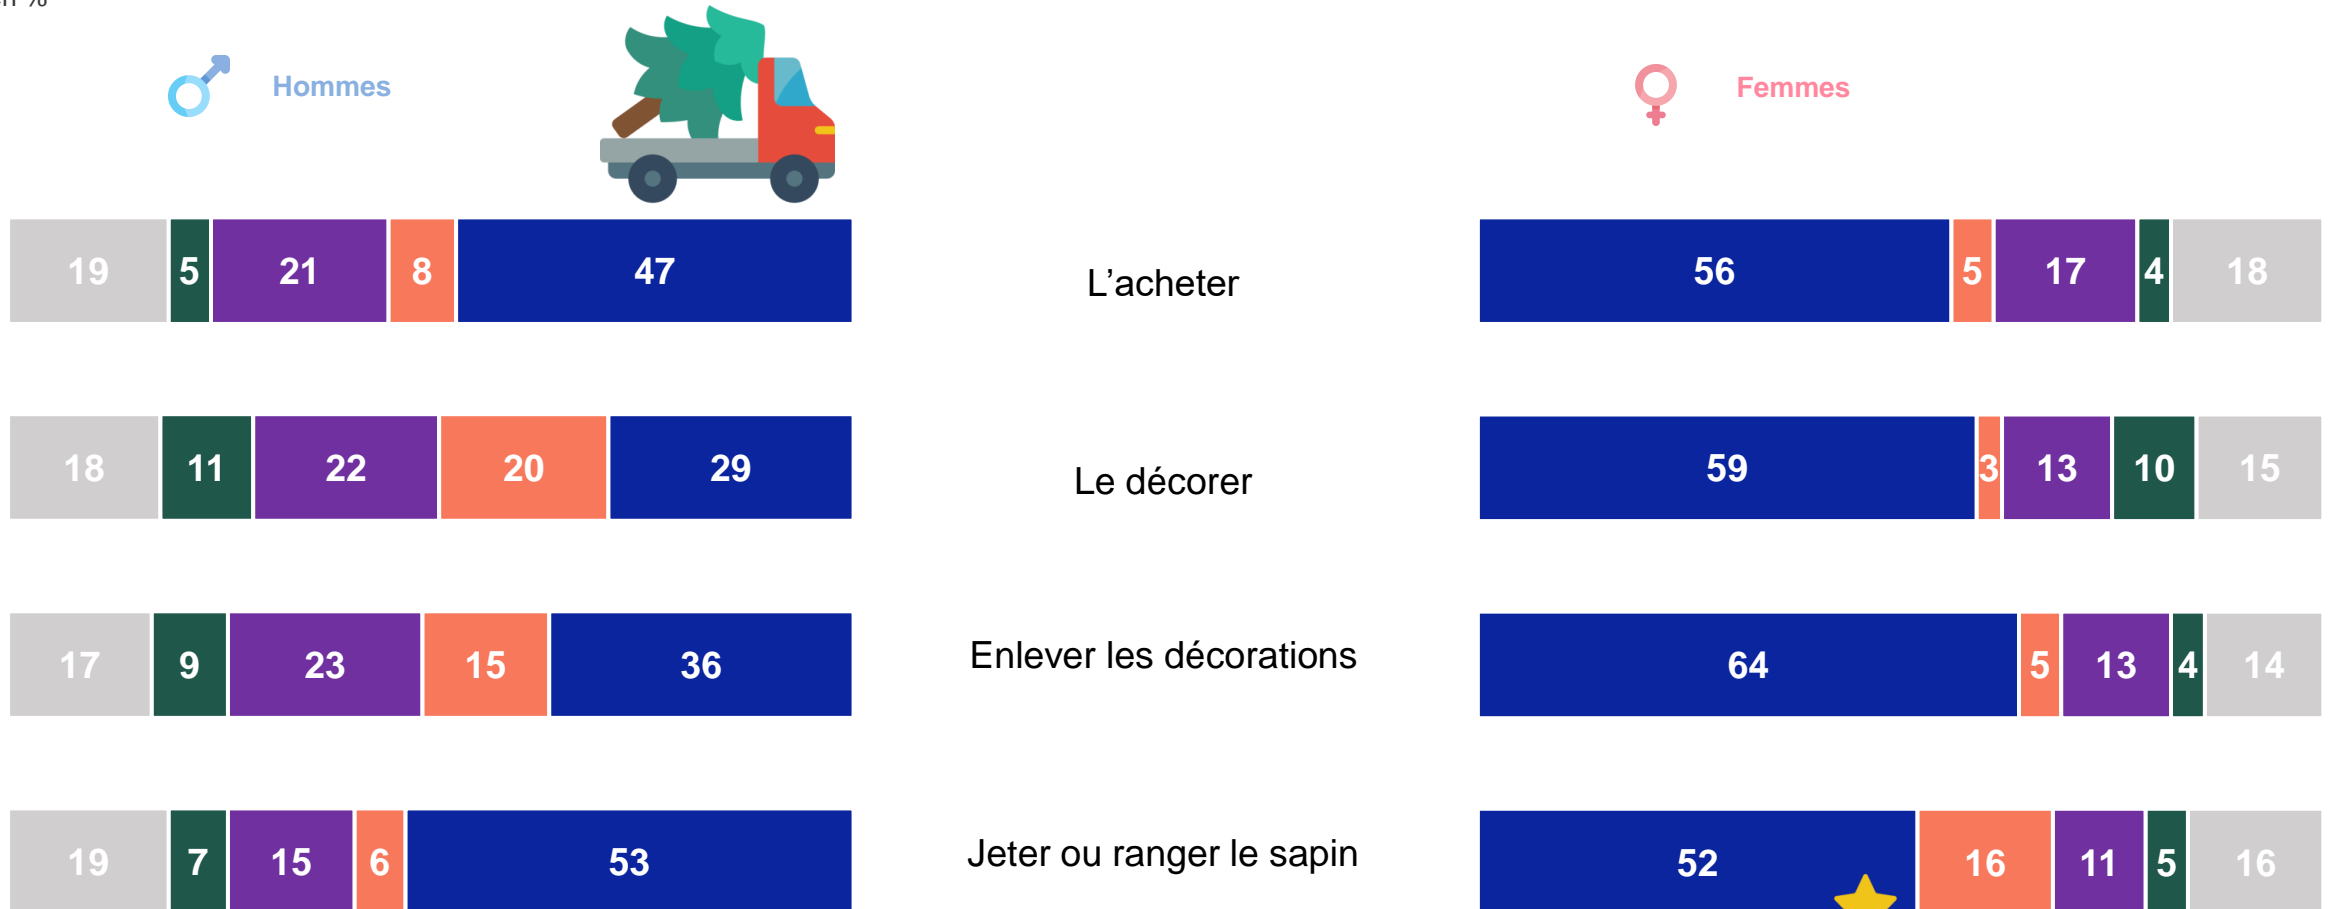 Hommes
Femmes
19 5 21 8 47
L'acheter
56 5 17 4 18
18 11 22 20 29
Le décorer
59 3 13 10 15
17 9 23 15 36
Enlever les décorations
64 5 13 4 14
19 7 15 6 53
Jeter ou ranger le sapin
52 16 11 5 16